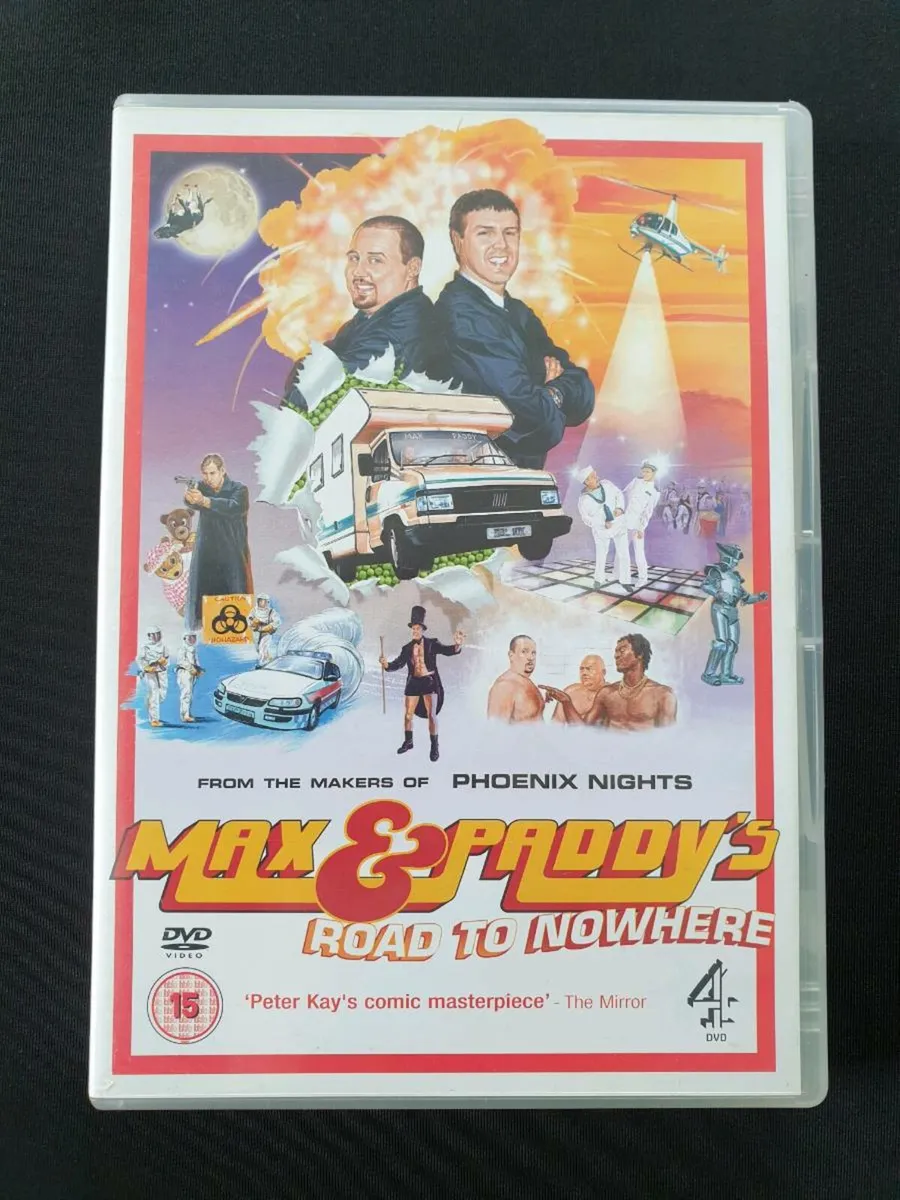 MAX PADDY
CAUTION
BIOHAZARD
FROM THE MAKERS OF PHOENIX NIGHTS
MAX & PADDY'S
ROAD TO NOWHERE
DVD
VIDEO
15
'Peter Kay's comic masterpiece' - The Mirror
4
DVD